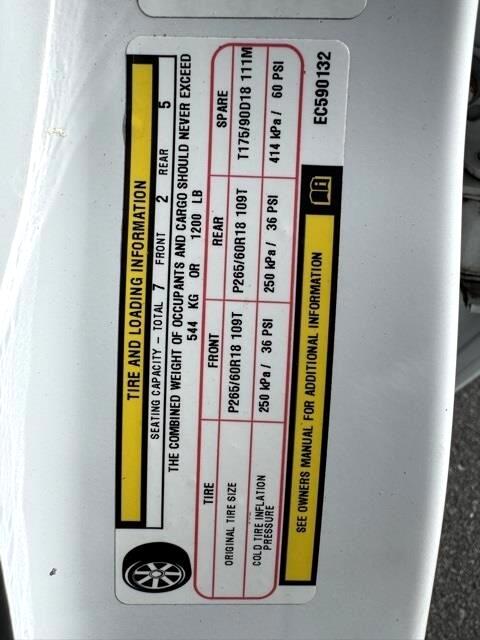 TIRE AND LOADING INFORMATION
SEATING CAPACITY - TOTAL 7 FRONT 2 REAR 5
THE COMBINED WEIGHT OF OCCUPANTS AND CARGO SHOULD NEVER EXCEED
544 KG OR 1200 LB
TIRE FRONT REAR SPARE
ORIGINAL TIRE SIZE P265/60R18 109T P265/60R18 109T T175/90D18 111M
COLD TIRE INFLATION
PRESSURE 250 kPa / 36 PSI 250 kPa / 36 PSI 414 kPa / 60 PSI
SEE OWNERS MANUAL FOR ADDITIONAL INFORMATION
EC590132